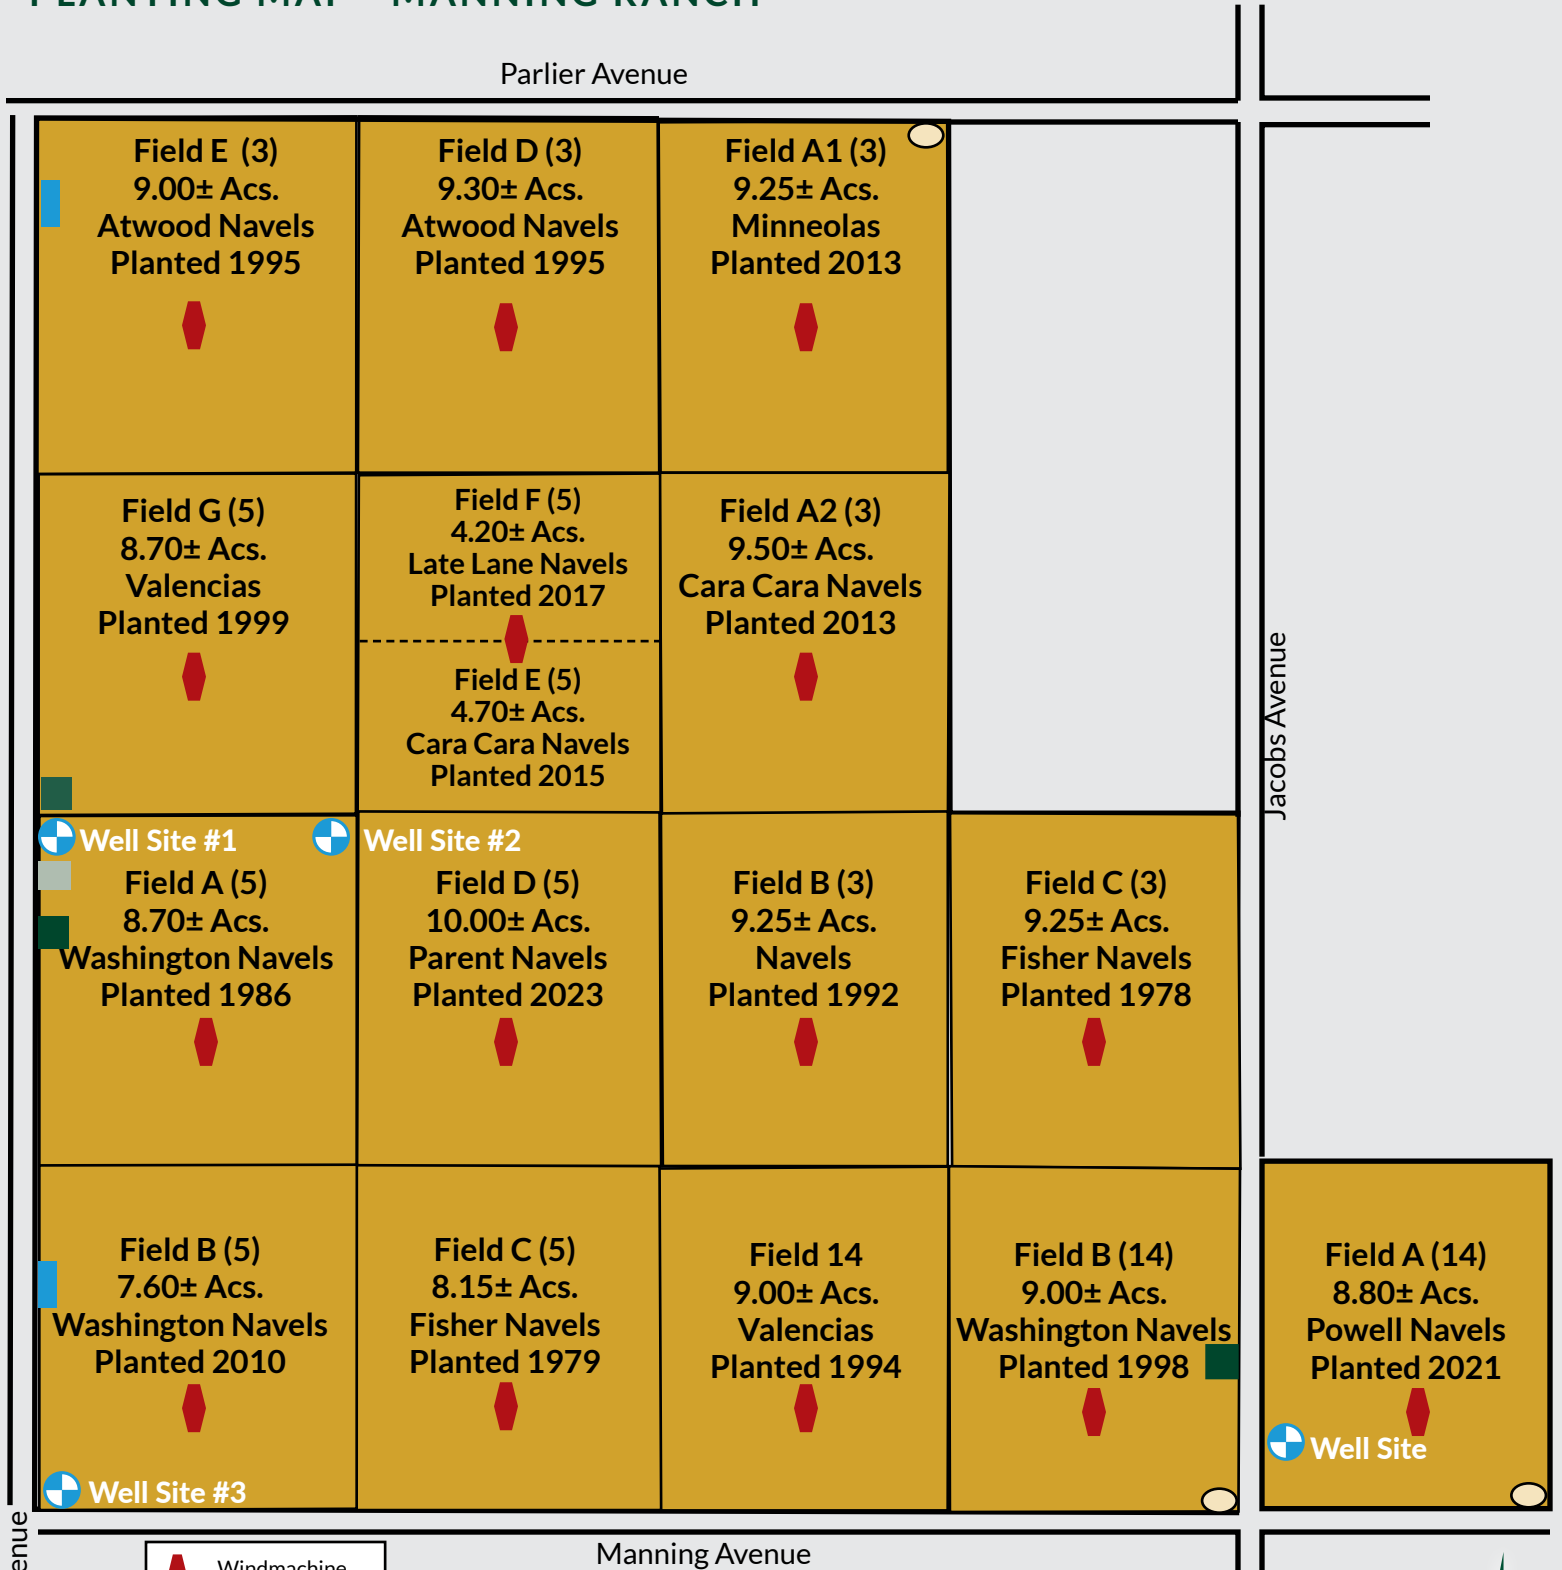 PLANTING MAP - MANNING RANCH
Parlier Avenue
Field E (3)
9.00± Acs.
Atwood Navels
Planted 1995
Field D (3)
9.30± Acs.
Atwood Navels
Planted 1995
Field A1 (3)
9.25± Acs.
Minneolas
Planted 2013
Field G (5)
8.70± Acs.
Valencias
Planted 1999
Field F (5)
4.20± Acs.
Late Lane Navels
Planted 2017
Field E (5)
4.70± Acs.
Cara Cara Navels
Planted 2015
Field A2 (3)
9.50± Acs.
Cara Cara Navels
Planted 2013
Jacobs Avenue
Well Site #1
Well Site #2
Field A (5)
8.70± Acs.
Washington Navels
Planted 1986
Field D (5)
10.00± Acs.
Parent Navels
Planted 2023
Field B (3)
9.25± Acs.
Navels
Planted 1992
Field C (3)
9.25± Acs.
Fisher Navels
Planted 1978
Field B (5)
7.60± Acs.
Washington Navels
Planted 2010
Well Site #3
Field C (5)
8.15± Acs.
Fisher Navels
Planted 1979
Field 14
9.00± Acs.
Valencias
Planted 1994
Field B (14)
9.00± Acs.
Washington Navels
Planted 1998
Field A (14)
8.80± Acs.
Powell Navels
Planted 2021
Well Site
enue
Manning Avenue
Windmachine